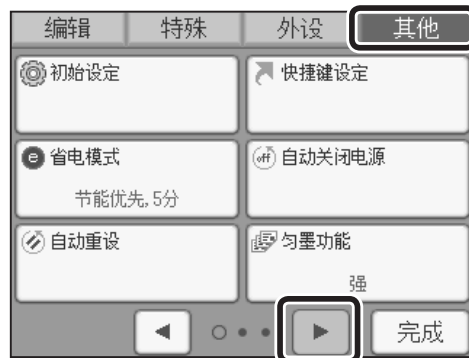 编辑 特殊 外设 其他
初始设定 快捷键设定
省电模式 自动关闭电源
节能优先,5分
自动重设 匀墨功能
强
完成